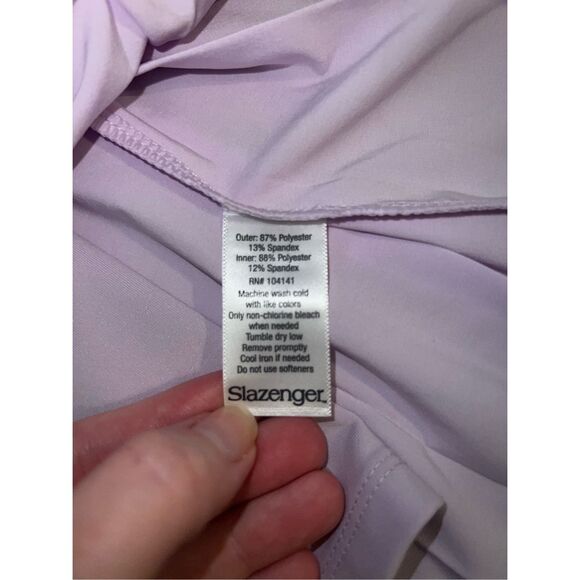 Outer: 87% Polyester
13% Spandex
Inner: 88% Polyester
12% Spandex
RN# 104141
Machine wash cold
with like colors
Only non-chlorine bleach
when needed
Tumble dry low
Remove promptly
Cool Iron if needed
Do not use softeners
Slazenger™